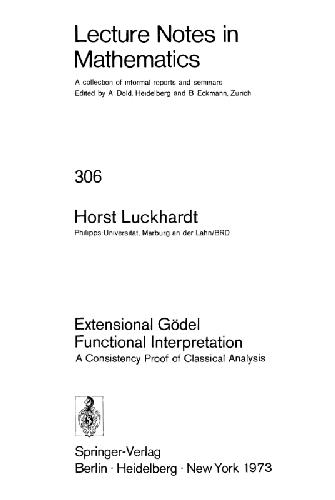 Lecture Notes in
Mathematics
A collection of informal reports and seminars
Edited by A. Dold, Heidelberg and B. Eckmann, Zürich
306
Horst Luckhardt
Philipps Universität, Marburg an der Lahn/BRD
Extensional Gödel
Functional Interpretation
A Consistency Proof of Classical Analysis
Springer-Verlag
Berlin · Heidelberg · New York 1973